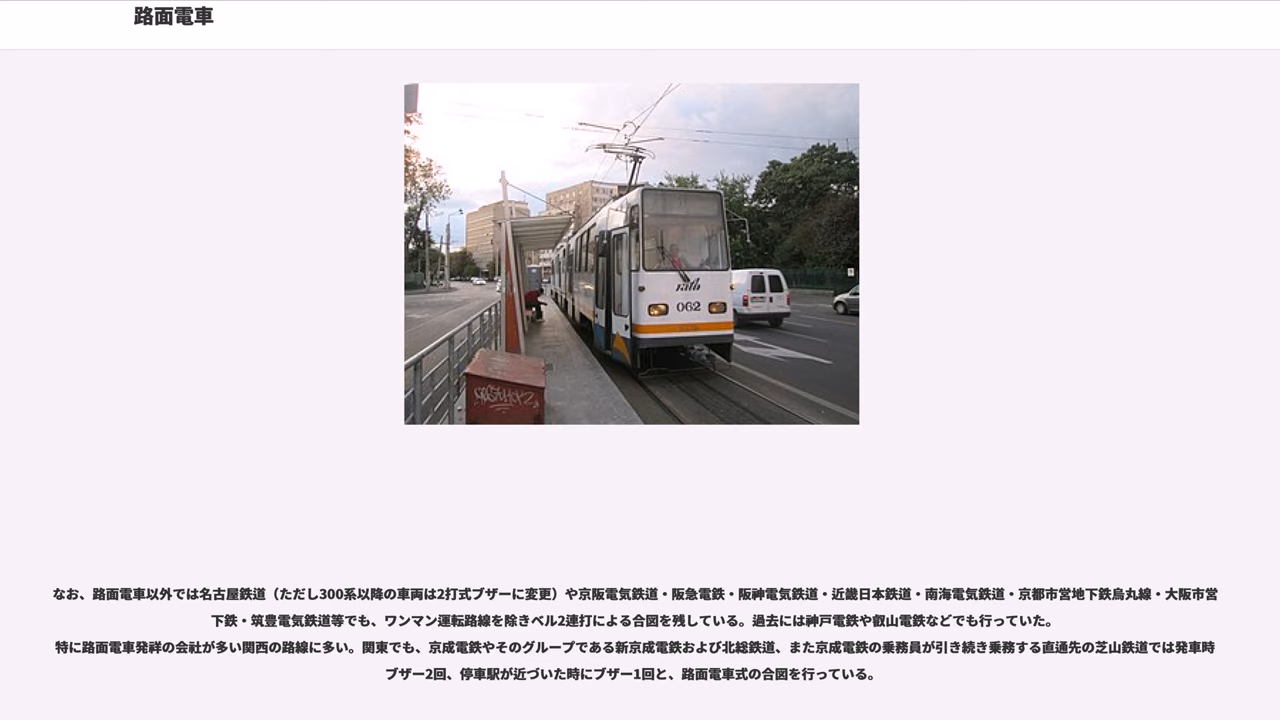 路面電車
062
なお、路面電車以外では名古屋鉄道（ただし300系以降の車両は2打式ブザーに変更）や京阪電気鉄道・阪急電鉄・阪神電気鉄道・近畿日本鉄道・南海電気鉄道・京都市営地下鉄烏丸線・大阪市営
下鉄・筑豊電気鉄道等でも、ワンマン運転路線を除きベル2連打による合図を残している。過去には神戸電鉄や叡山電鉄などでも行っていた。
特に路面電車発祥の会社が多い関西の路線に多い。関東でも、京成電鉄やそのグループである新京成電鉄および北総鉄道、また京成電鉄の乗務員が引き続き乗務する直通先の芝山鉄道では発車時
ブザー2回、停車駅が近づいた時にブザー1回と、路面電車式の合図を行っている。